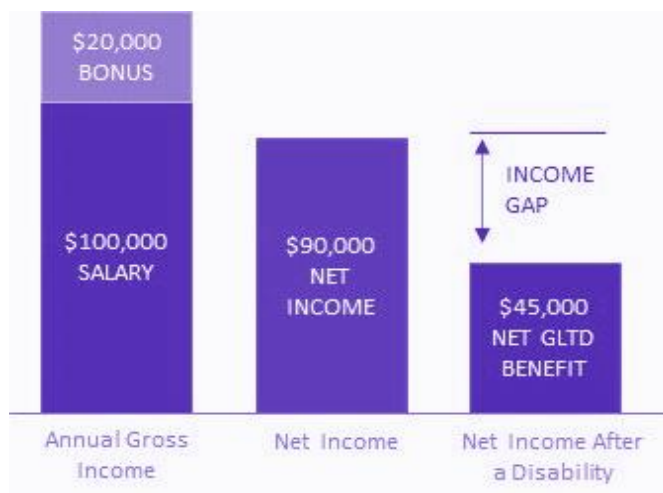 $20,000
BONUS
$100,000
SALARY
$90,000
NET
INCOME
INCOME
GAP
$45,000
NET GLTD
BENEFIT
Annual Gross
Income
Net Income
Net Income After
a Disability